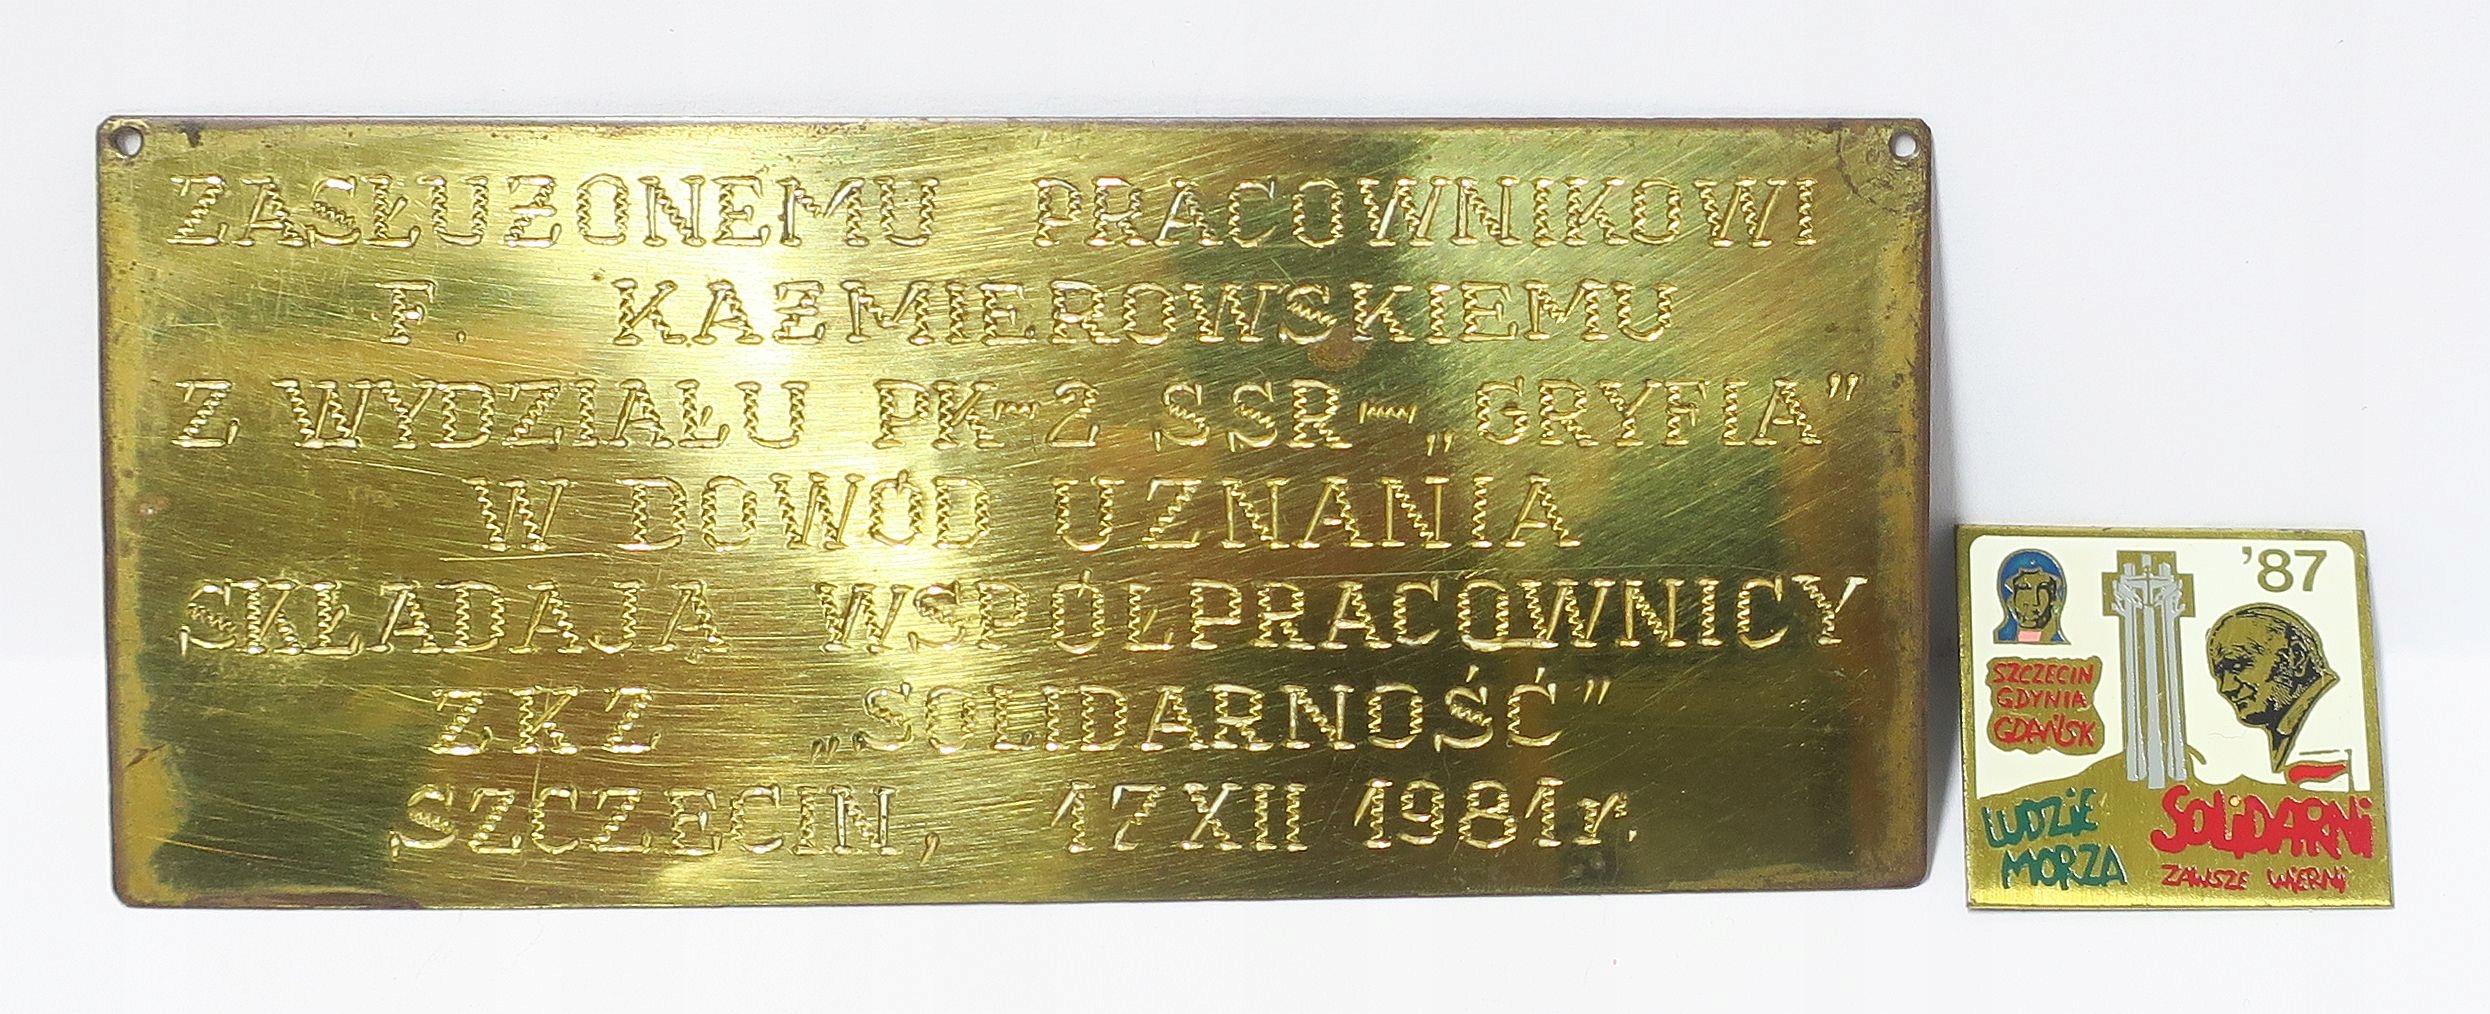 ZASŁUŻONEMU PRACOWNIKOWI
F. KAŹMIEROWSKIEMU
Z WYDZIAŁU PK-2 SSR-„GRYFIA”
W DOWÓD UZNANIA
SKŁADAJĄ WSPÓŁPRACOWNICY
ZKZ „SOLIDARNOŚĆ”
SZCZECIN, 17 XII 1981r.
'87
SZCZECIN
GDYNIA
GDAŃSK
LUDZIE
MORZA
SOLIDARNI
ZAWSZE WIERNI